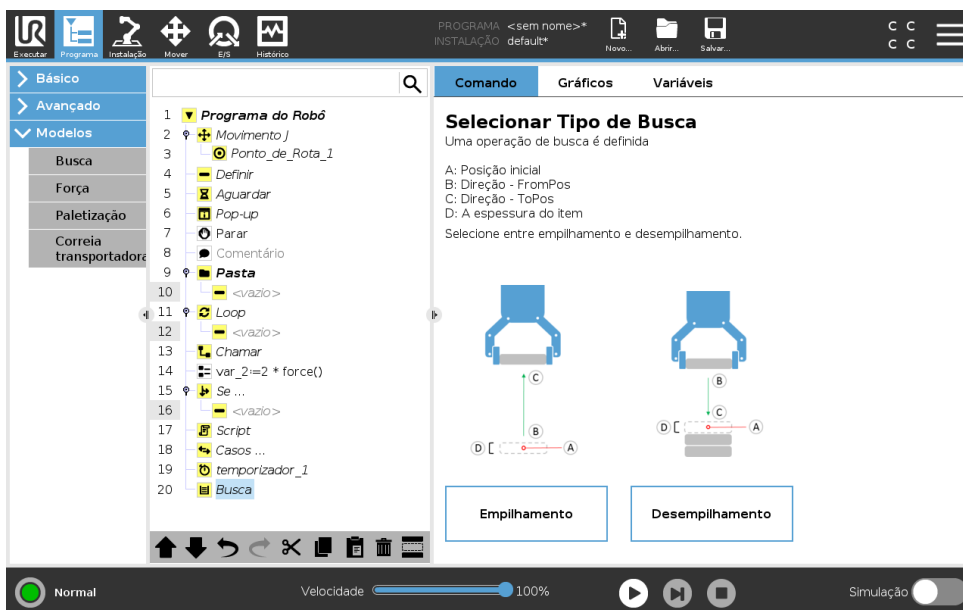 PROGRAMA <sem nome>*
INSTALAÇÃO default*
Executar Programa Instalação Mover E/S Histórico Novo... Abrir... Salvar...
C C
C C
Básico
Avançado
Modelos
Busca
Força
Paletização
Correia
transportadora
1 Programa do Robô
2 Movimento J
3 Ponto_de_Rota_1
4 Definir
5 Aguardar
6 Pop-up
7 Parar
8 Comentário
9 Pasta
10 <vazio>
11 Loop
12 <vazio>
13 Chamar
14 var_2:=2 * force()
15 Se ...
16 <vazio>
17 Script
18 Casos ...
19 temporizador_1
20 Busca
Comando Gráficos Variáveis
Selecionar Tipo de Busca
Uma operação de busca é definida
A: Posição inicial
B: Direção - FromPos
C: Direção - ToPos
D: A espessura do item
Selecione entre empilhamento e desempilhamento.
C
B
D A
B
C
D A
Empilhamento Desempilhamento
Normal Velocidade 100% Simulação